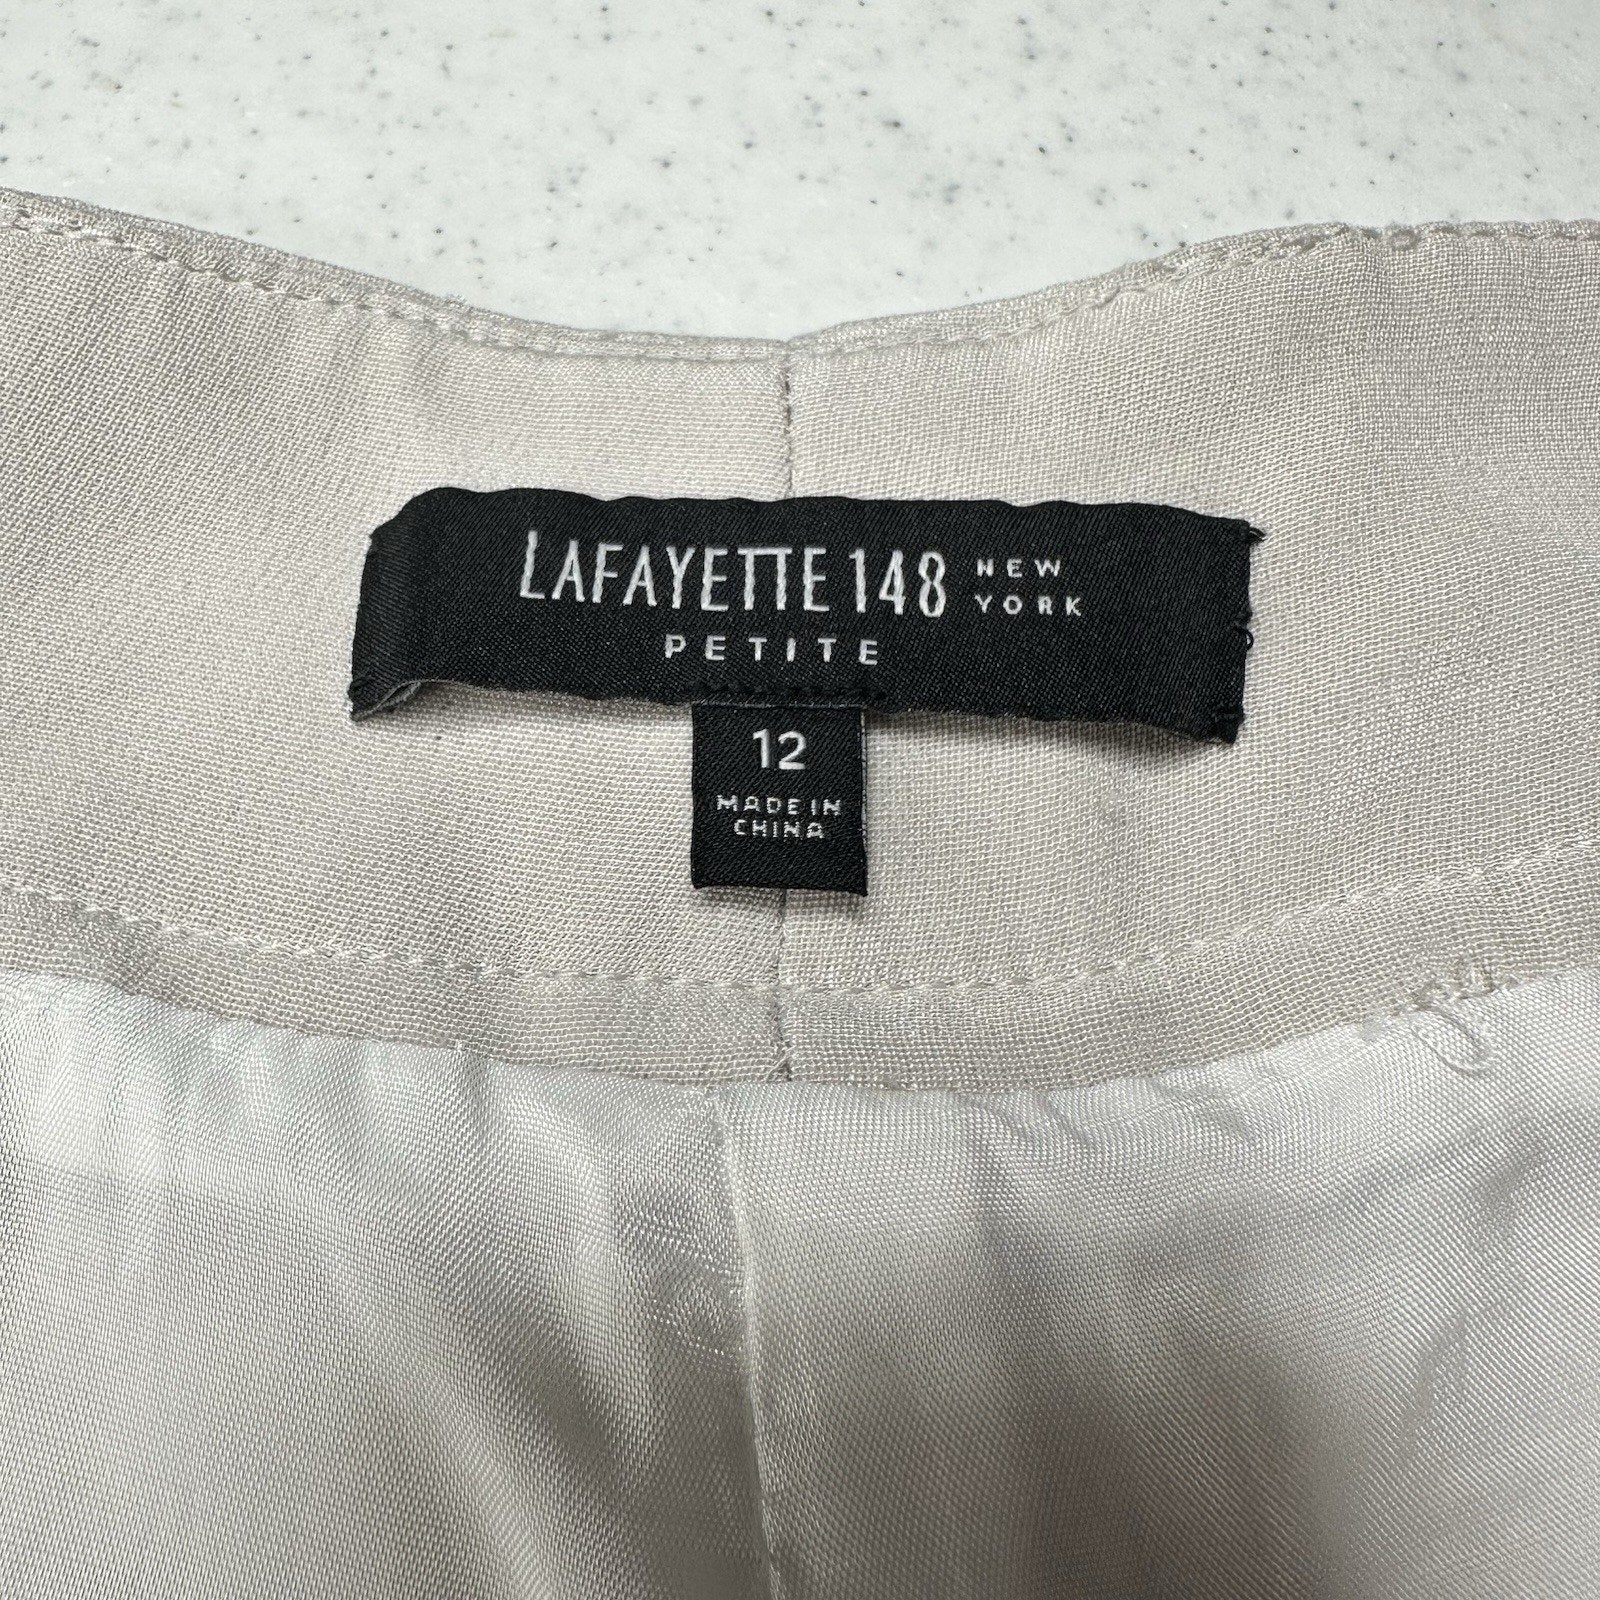 LAFAYETTE 148 NEW YORK
PETITE
12
MADE IN
CHINA